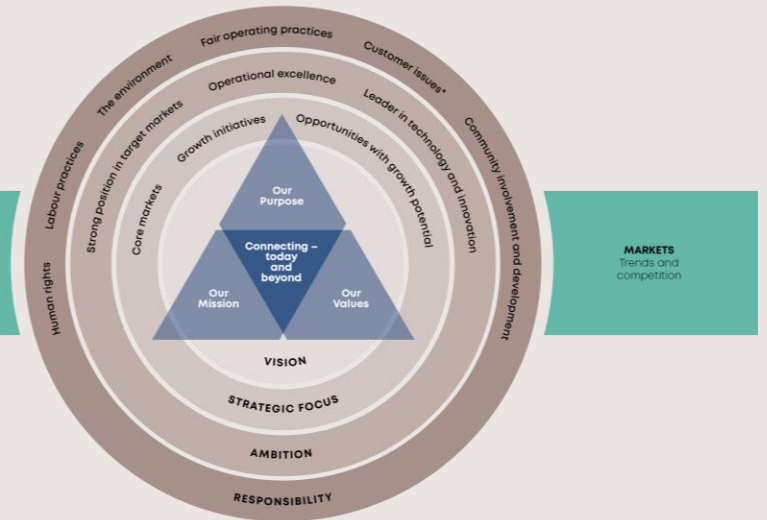 Human rights
Labour practices
The environment
Fair operating practices
Customer issues*
Community involvement and development
Strong position in target markets
Operational excellence
Leader in technology and innovation
Core markets
Growth initiatives
Opportunities with growth potential
Our
Purpose
Connecting –
today
and
beyond
Our
Mission
Our
Values
VISION
STRATEGIC FOCUS
AMBITION
RESPONSIBILITY
MARKETS
Trends and
competition